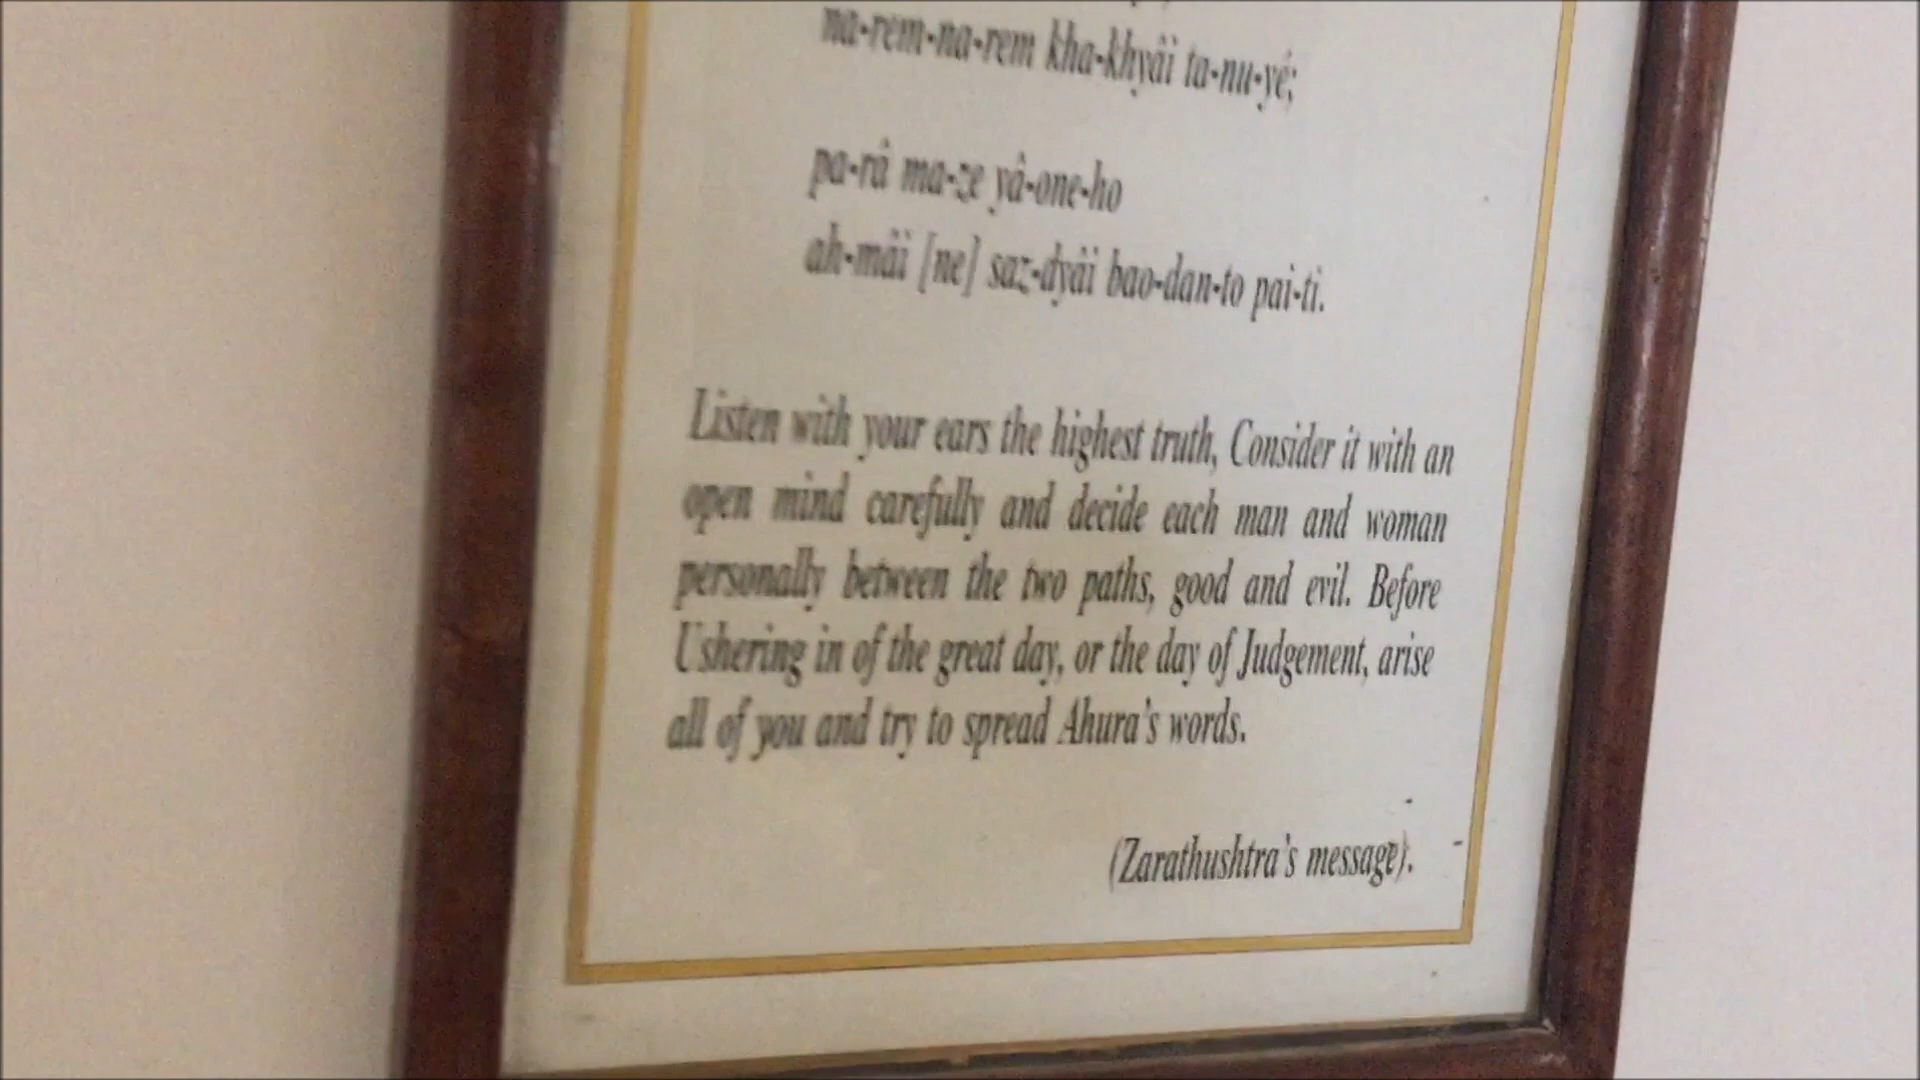 na-rem-na-rem kha-khyâi ta-nu-yé;
pa-râ ma-ze yâ-one-ho
ah-mâi [ne] saz-dyâi bao-dan-to pai-ti.
Listen with your ears the highest truth, Consider it with an
open mind carefully and decide each man and woman
personally between the two paths, good and evil. Before
Ushering in of the great day, or the day of Judgement, arise
all of you and try to spread Ahura's words.
(Zarathushtra's message).